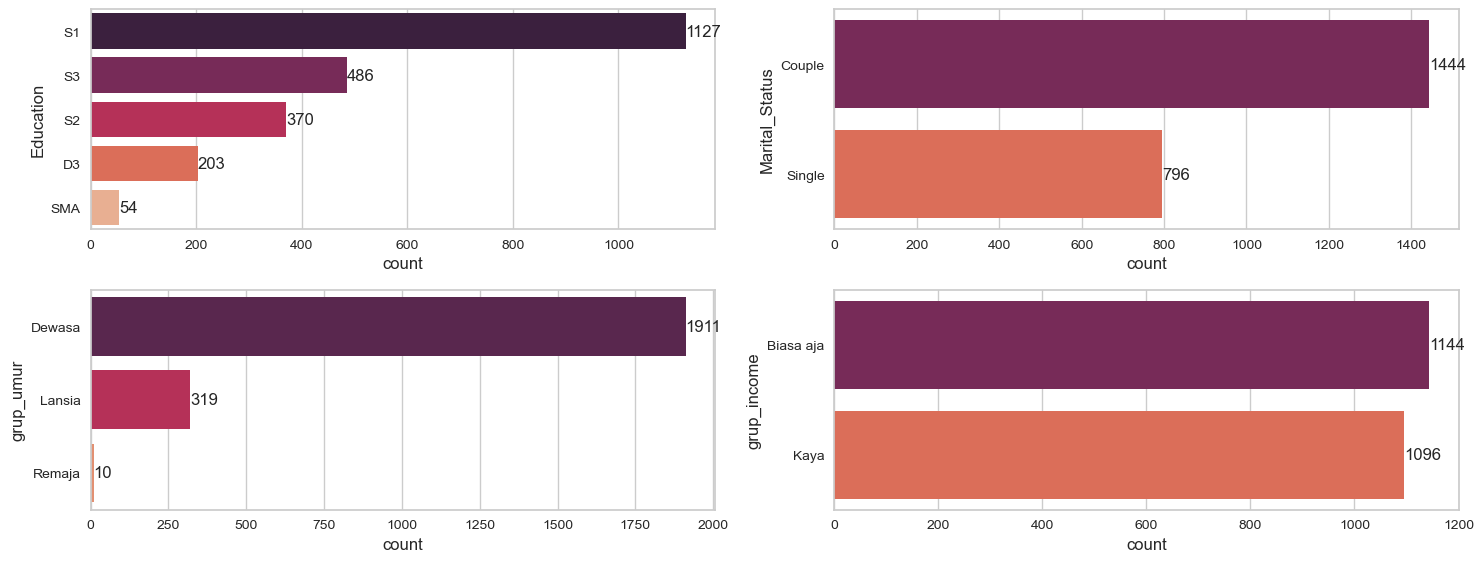 Education
S1
1127
S3
486
S2
370
D3
203
SMA
54
0 200 400 600 800 1000
count
Marital_Status
Couple
1444
Single
796
0 200 400 600 800 1000 1200 1400
count
grup_umur
Dewasa
1911
Lansia
319
Remaja
10
0 250 500 750 1000 1250 1500 1750 2000
count
grup_income
Biasa aja
1144
Kaya
1096
0 200 400 600 800 1000 1200
count